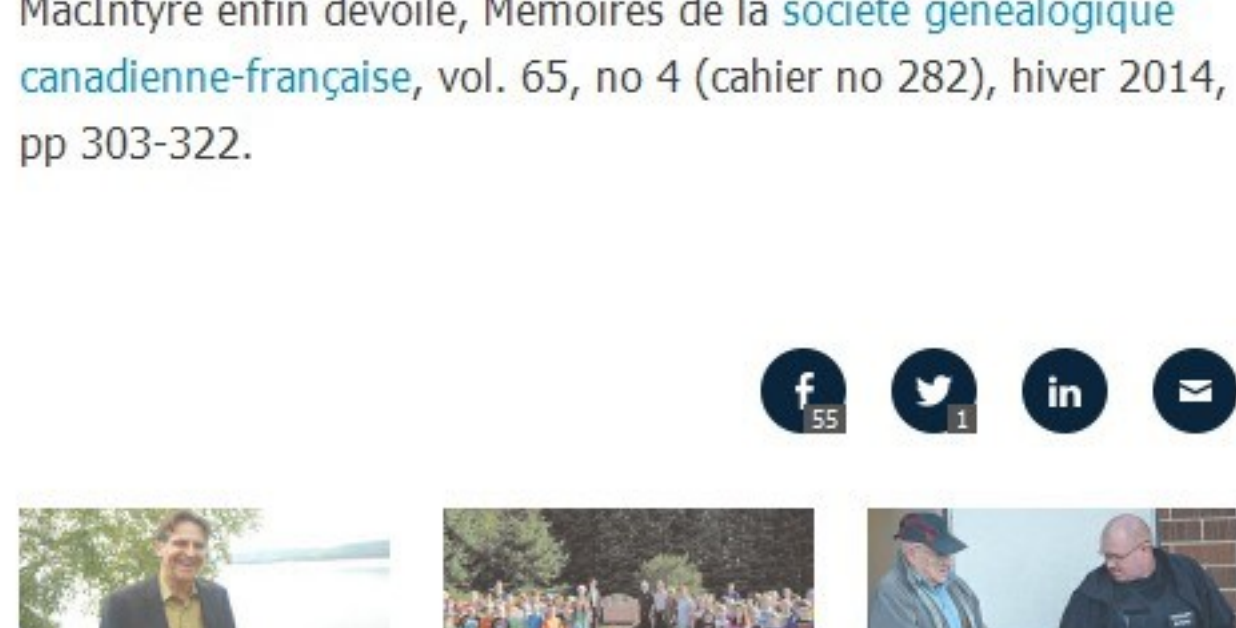 MacIntyre enfin dévoilé, Mémoires de la société généalogique
canadienne-française, vol. 65, no 4 (cahier no 282), hiver 2014,
pp 303-322.
f
55
1
in